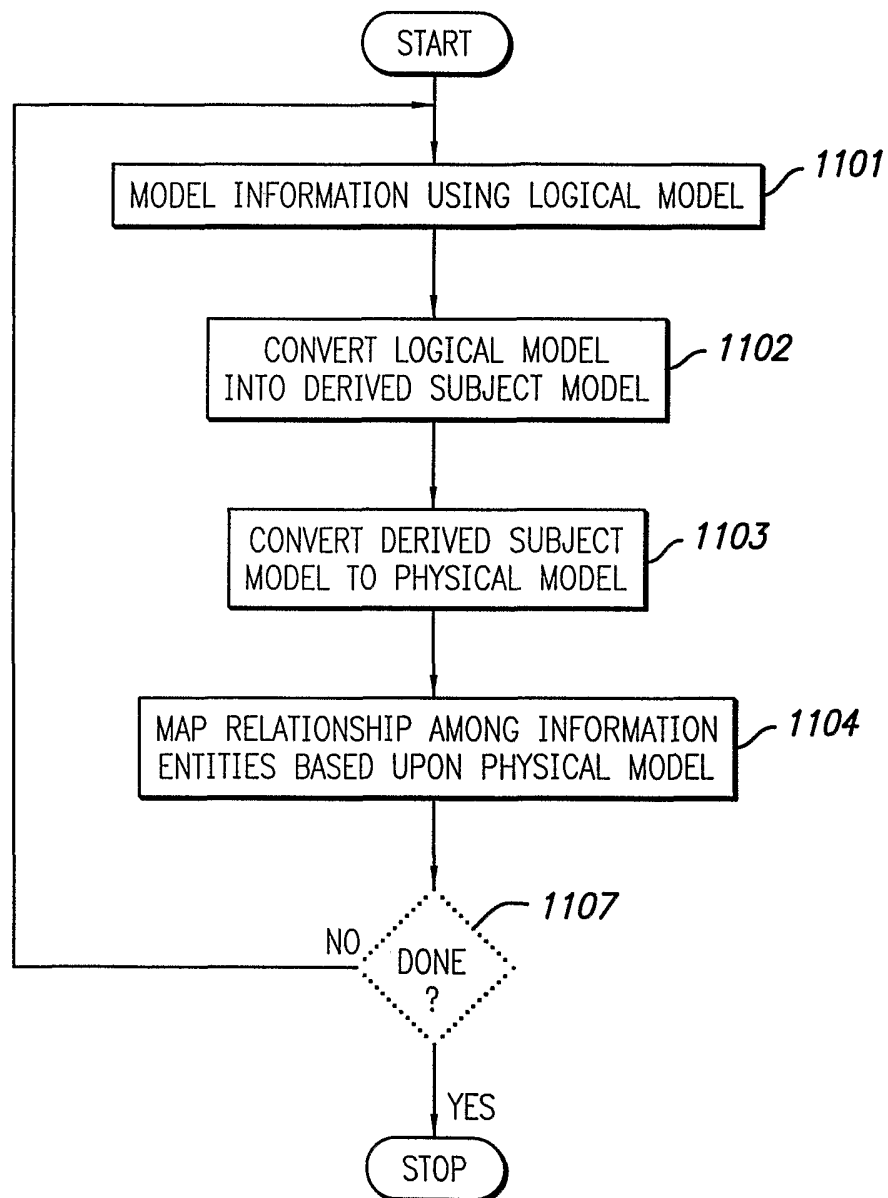 START
MODEL INFORMATION USING LOGICAL MODEL
1101
CONVERT LOGICAL MODEL
INTO DERIVED SUBJECT MODEL
1102
CONVERT DERIVED SUBJECT
MODEL TO PHYSICAL MODEL
1103
MAP RELATIONSHIP AMONG INFORMATION
ENTITIES BASED UPON PHYSICAL MODEL
1104
1107
NO
DONE
?
YES
STOP